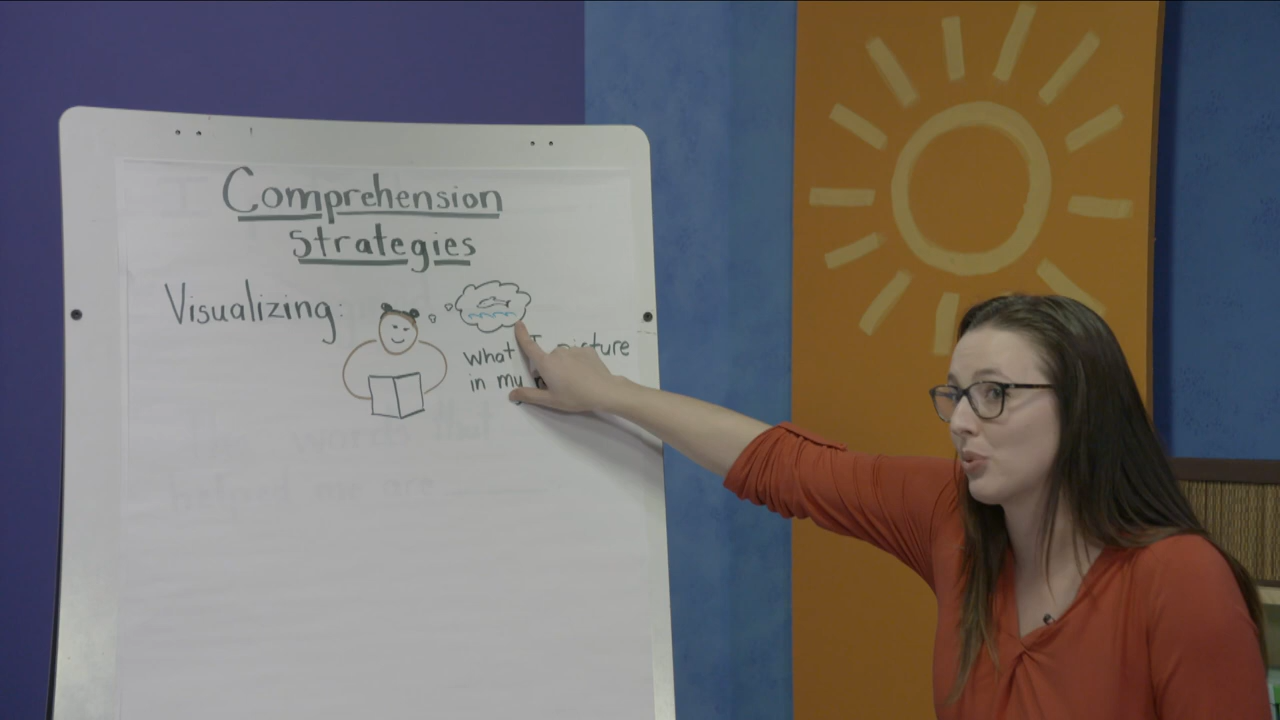 Comprehension
Strategies
Visualizing:
What I picture
in my